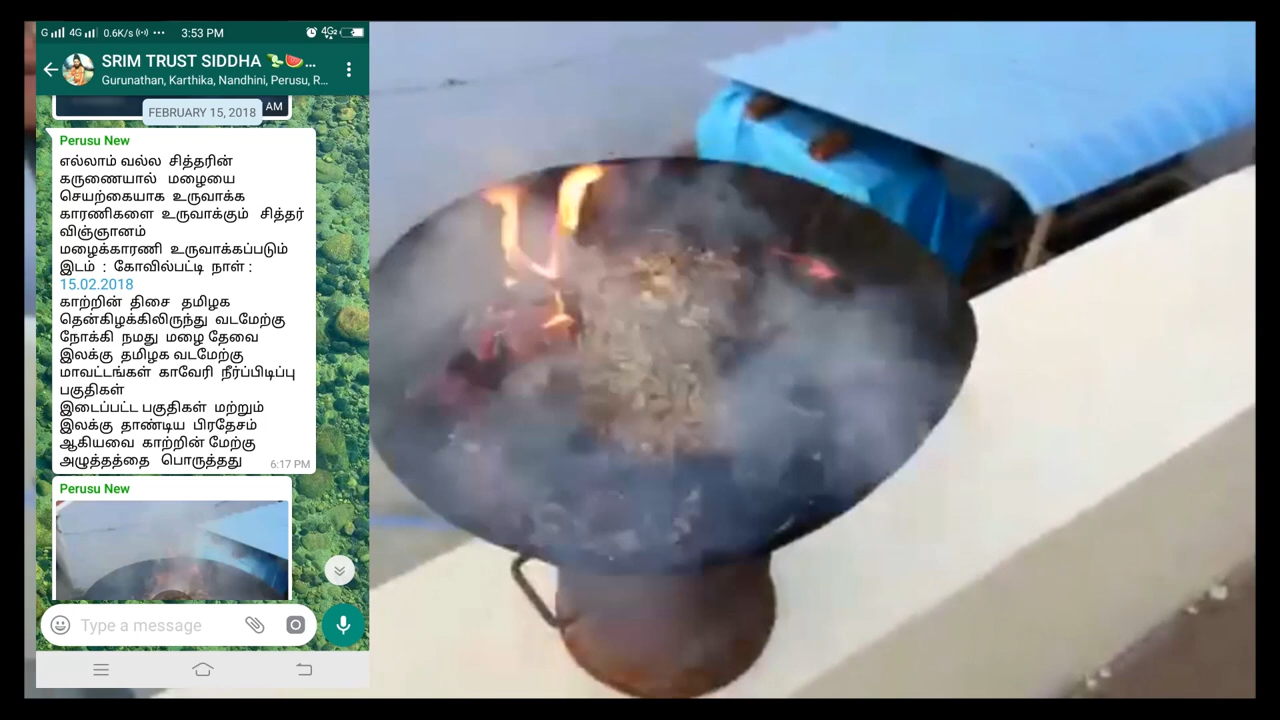 G 4G 0.6K/s ... 3:53 PM 4G2
SRIM TRUST SIDDHA ...
Gurunathan, Karthika, Nandhini, Perusu, R...
AM
FEBRUARY 15, 2018
Perusu New
எல்லாம் வல்ல சித்தரின்
கருணையால் மழையை
செயற்கையாக உருவாக்க
காரணிகளை உருவாக்கும் சித்தர்
விஞ்ஞானம்
மழைக்காரணி உருவாக்கப்படும்
இடம் : கோவில்பட்டி நாள் :
15.02.2018
காற்றின் திசை தமிழக
தென்கிழக்கிலிருந்து வடமேற்கு
நோக்கி நமது மழை தேவை
இலக்கு தமிழக வடமேற்கு
மாவட்டங்கள் காவேரி நீர்ப்பிடிப்பு
பகுதிகள்
இடைப்பட்ட பகுதிகள் மற்றும்
இலக்கு தாண்டிய பிரதேசம்
ஆகியவை காற்றின் மேற்கு
அழுத்தத்தை பொருத்தது 6:17 PM
Perusu New
Type a message